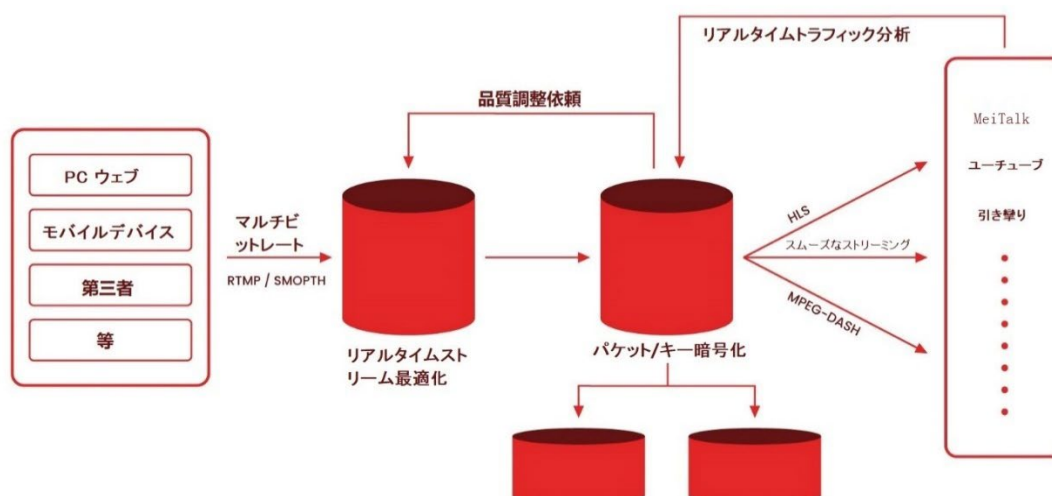 リアルタイムトラフィック分析
品質調整依頼
PC ウェブ
モバイルデバイス
第三者
等
マルチビ
ットレート
RTMP / SMOPTH
リアルタイムスト
リーム最適化
パケット/キー暗号化
HLS
スムーズなストリーミング
MPEG-DASH
MeiTalk
ユーチューブ
引き攣り